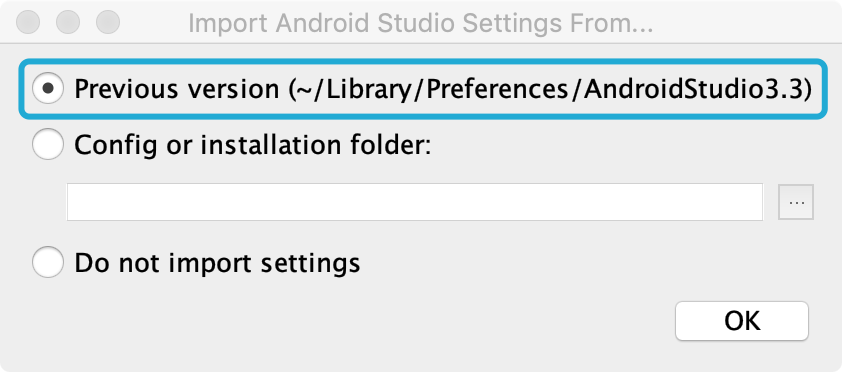 Import Android Studio Settings From...
Previous version (~/Library/Preferences/AndroidStudio3.3)
Config or installation folder:
...
Do not import settings
OK